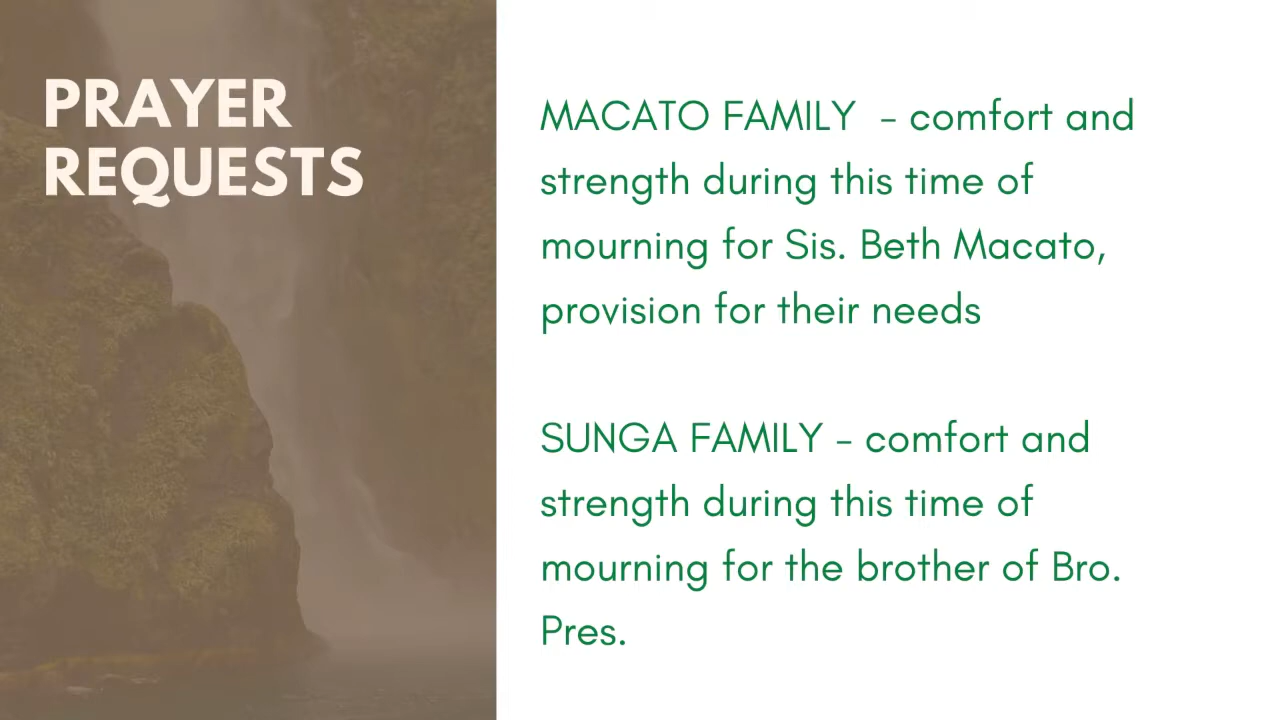 PRAYER
REQUESTS
MACATO FAMILY - comfort and
strength during this time of
mourning for Sis. Beth Macato,
provision for their needs
SUNGA FAMILY - comfort and
strength during this time of
mourning for the brother of Bro.
Pres.